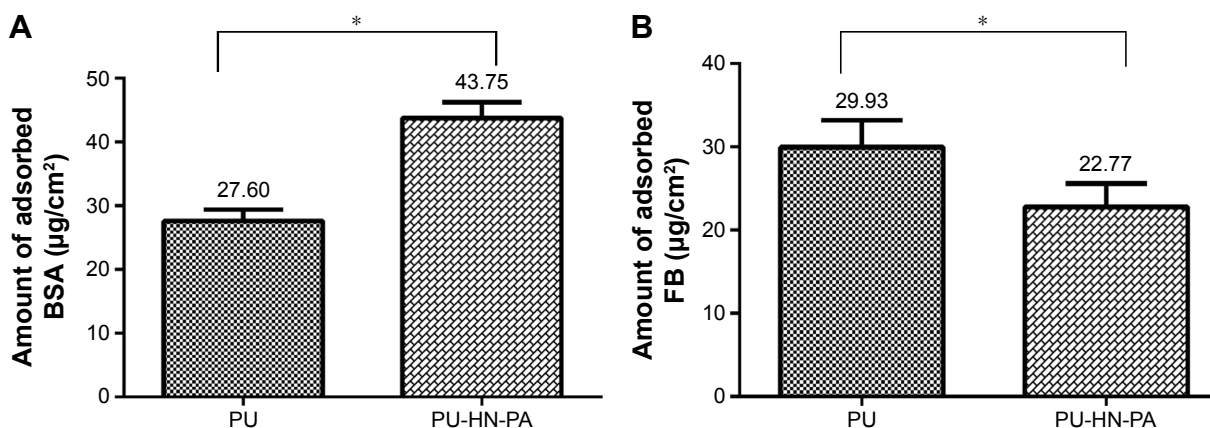 A
*
Amount of adsorbed
BSA (µg/cm²)
50
40
30
20
10
0
27.60
43.75
PU
PU-HN-PA
B
*
Amount of adsorbed
FB (µg/cm²)
40
30
20
10
0
29.93
22.77
PU
PU-HN-PA